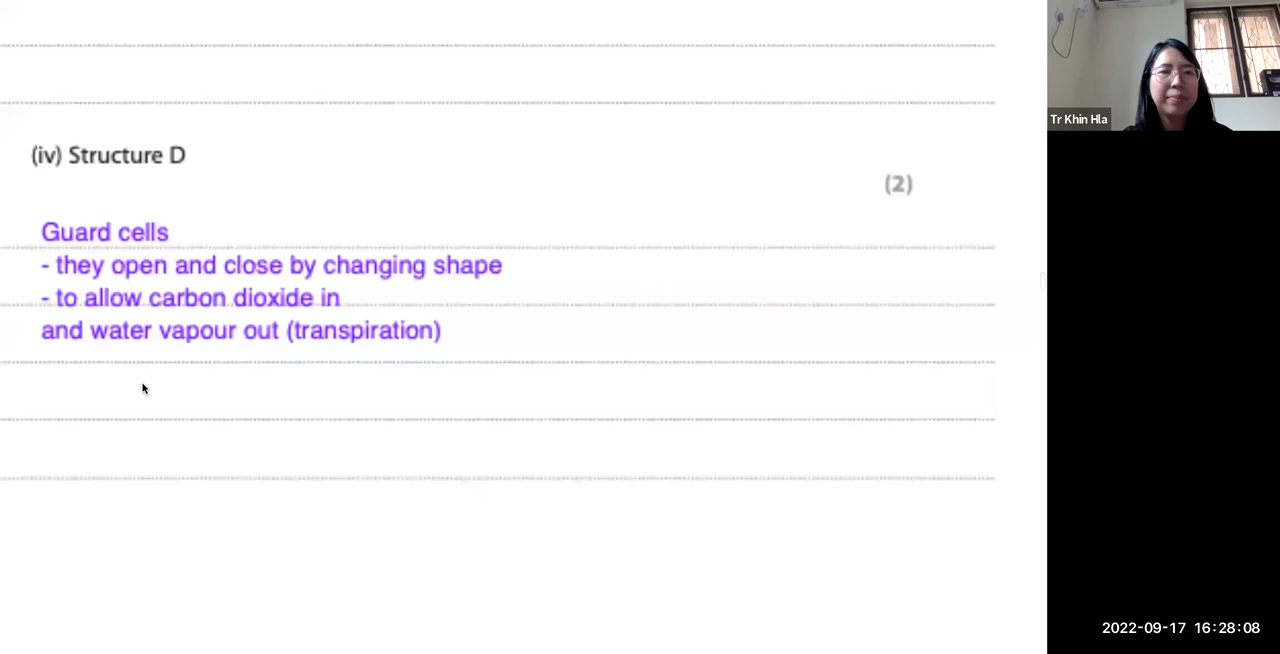 (iv) Structure D
(2)
Guard cells
- they open and close by changing shape
- to allow carbon dioxide in
and water vapour out (transpiration)
Tr Khin Hla
2022-09-17 16:28:08